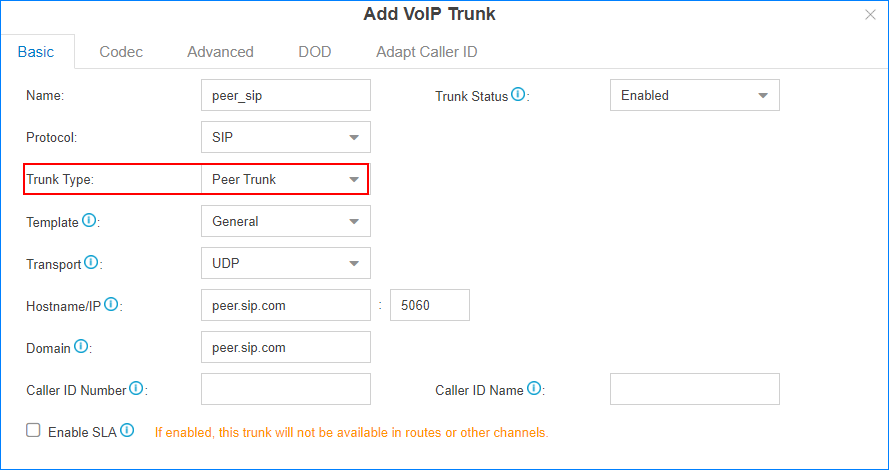 Add VoIP Trunk
Basic Codec Advanced DOD Adapt Caller ID
Name: peer_sip Trunk Status: Enabled
Protocol: SIP
Trunk Type: Peer Trunk
Template: General
Transport: UDP
Hostname/IP: peer.sip.com : 5060
Domain: peer.sip.com
Caller ID Number: Caller ID Name:
Enable SLA If enabled, this trunk will not be available in routes or other channels.